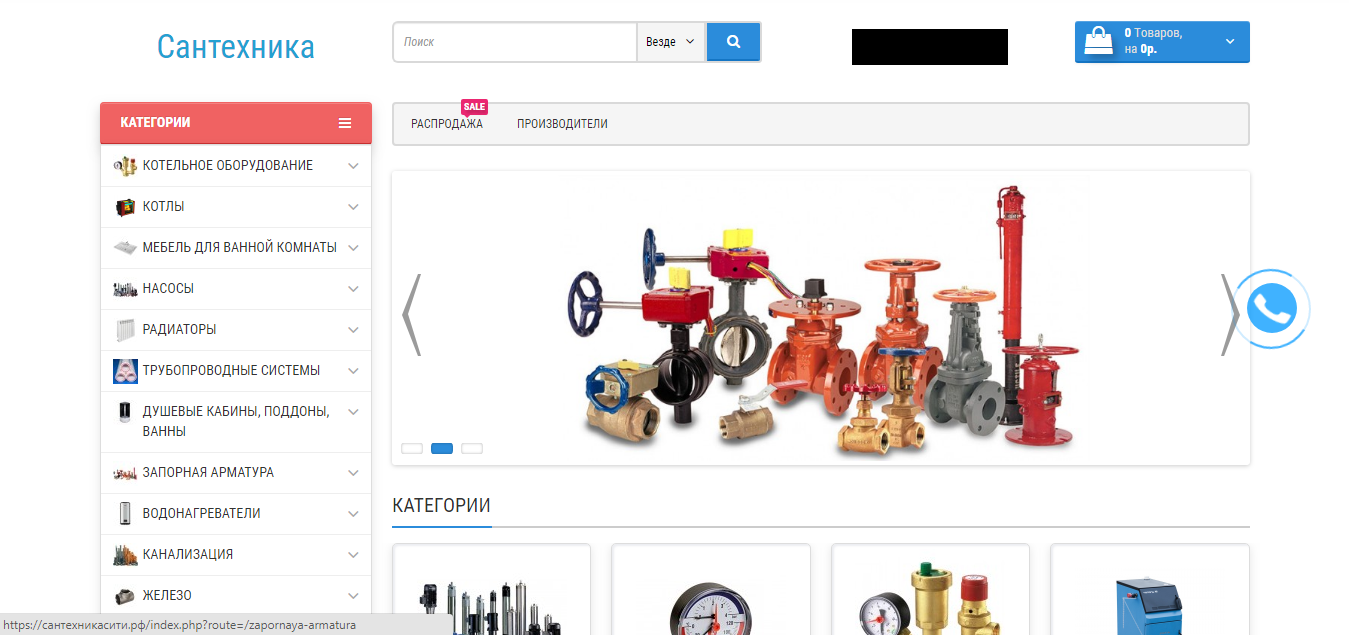 Сантехника
Поиск
Везде
0 Товаров,
на 0р.
КАТЕГОРИИ
SALE
РАСПРОДАЖА
ПРОИЗВОДИТЕЛИ
КОТЕЛЬНОЕ ОБОРУДОВАНИЕ
КОТЛЫ
МЕБЕЛЬ ДЛЯ ВАННОЙ КОМНАТЫ
НАСОСЫ
РАДИАТОРЫ
ТРУБОПРОВОДНЫЕ СИСТЕМЫ
ДУШЕВЫЕ КАБИНЫ, ПОДДОНЫ,
ВАННЫ
ЗАПОРНАЯ АРМАТУРА
ВОДОНАГРЕВАТЕЛИ
КАНАЛИЗАЦИЯ
ЖЕЛЕЗО
КАТЕГОРИИ
https://сантехникасити.рф/index.php?route=/zapornaya-armatura